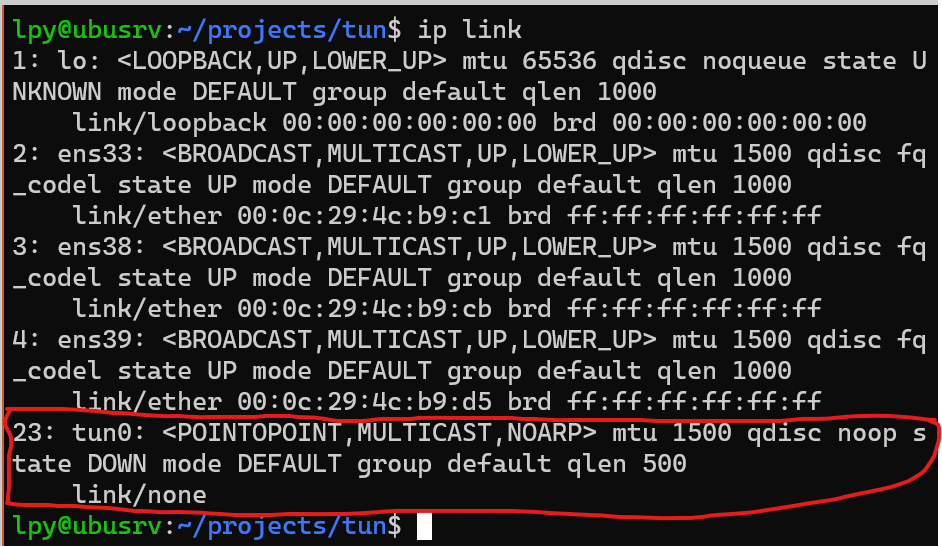 lpy@ubusrv:~/projects/tun$ ip link
1: lo: <LOOPBACK,UP,LOWER_UP> mtu 65536 qdisc noqueue state U
NKNOWN mode DEFAULT group default qlen 1000
    link/loopback 00:00:00:00:00:00 brd 00:00:00:00:00:00
2: ens33: <BROADCAST,MULTICAST,UP,LOWER_UP> mtu 1500 qdisc fq
_codel state UP mode DEFAULT group default qlen 1000
    link/ether 00:0c:29:4c:b9:c1 brd ff:ff:ff:ff:ff:ff
3: ens38: <BROADCAST,MULTICAST,UP,LOWER_UP> mtu 1500 qdisc fq
_codel state UP mode DEFAULT group default qlen 1000
    link/ether 00:0c:29:4c:b9:cb brd ff:ff:ff:ff:ff:ff
4: ens39: <BROADCAST,MULTICAST,UP,LOWER_UP> mtu 1500 qdisc fq
_codel state UP mode DEFAULT group default qlen 1000
    link/ether 00:0c:29:4c:b9:d5 brd ff:ff:ff:ff:ff:ff
23: tun0: <POINTOPOINT,MULTICAST,NOARP> mtu 1500 qdisc noop s
tate DOWN mode DEFAULT group default qlen 500
    link/none
lpy@ubusrv:~/projects/tun$